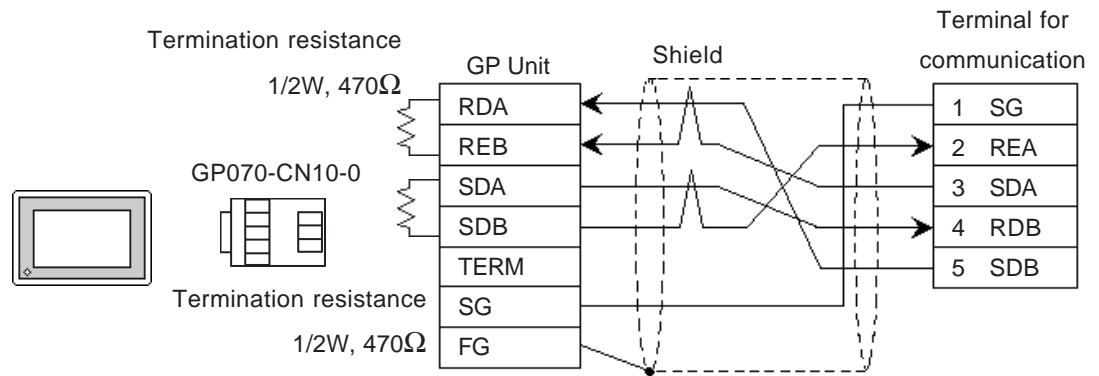 Termination resistance
1/2W, 470Ω
GP070-CN10-0
Termination resistance
1/2W, 470Ω
GP Unit
RDA
REB
SDA
SDB
TERM
SG
FG
Shield
Terminal for
communication
1 SG
2 REA
3 SDA
4 RDB
5 SDB